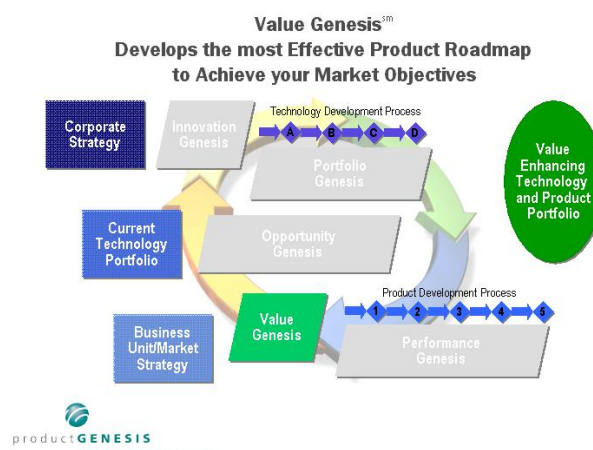 Value Genesis℠
Develops the most Effective Product Roadmap
to Achieve your Market Objectives
Technology Development Process
Corporate
Strategy
Innovation
Genesis
A B C D
Portfolio
Genesis
Value
Enhancing
Technology
and Product
Portfolio
Current
Technology
Portfolio
Opportunity
Genesis
Product Development Process
1 2 3 4 5
Value
Genesis
Business
Unit/Market
Strategy
Performance
Genesis
productGENESIS